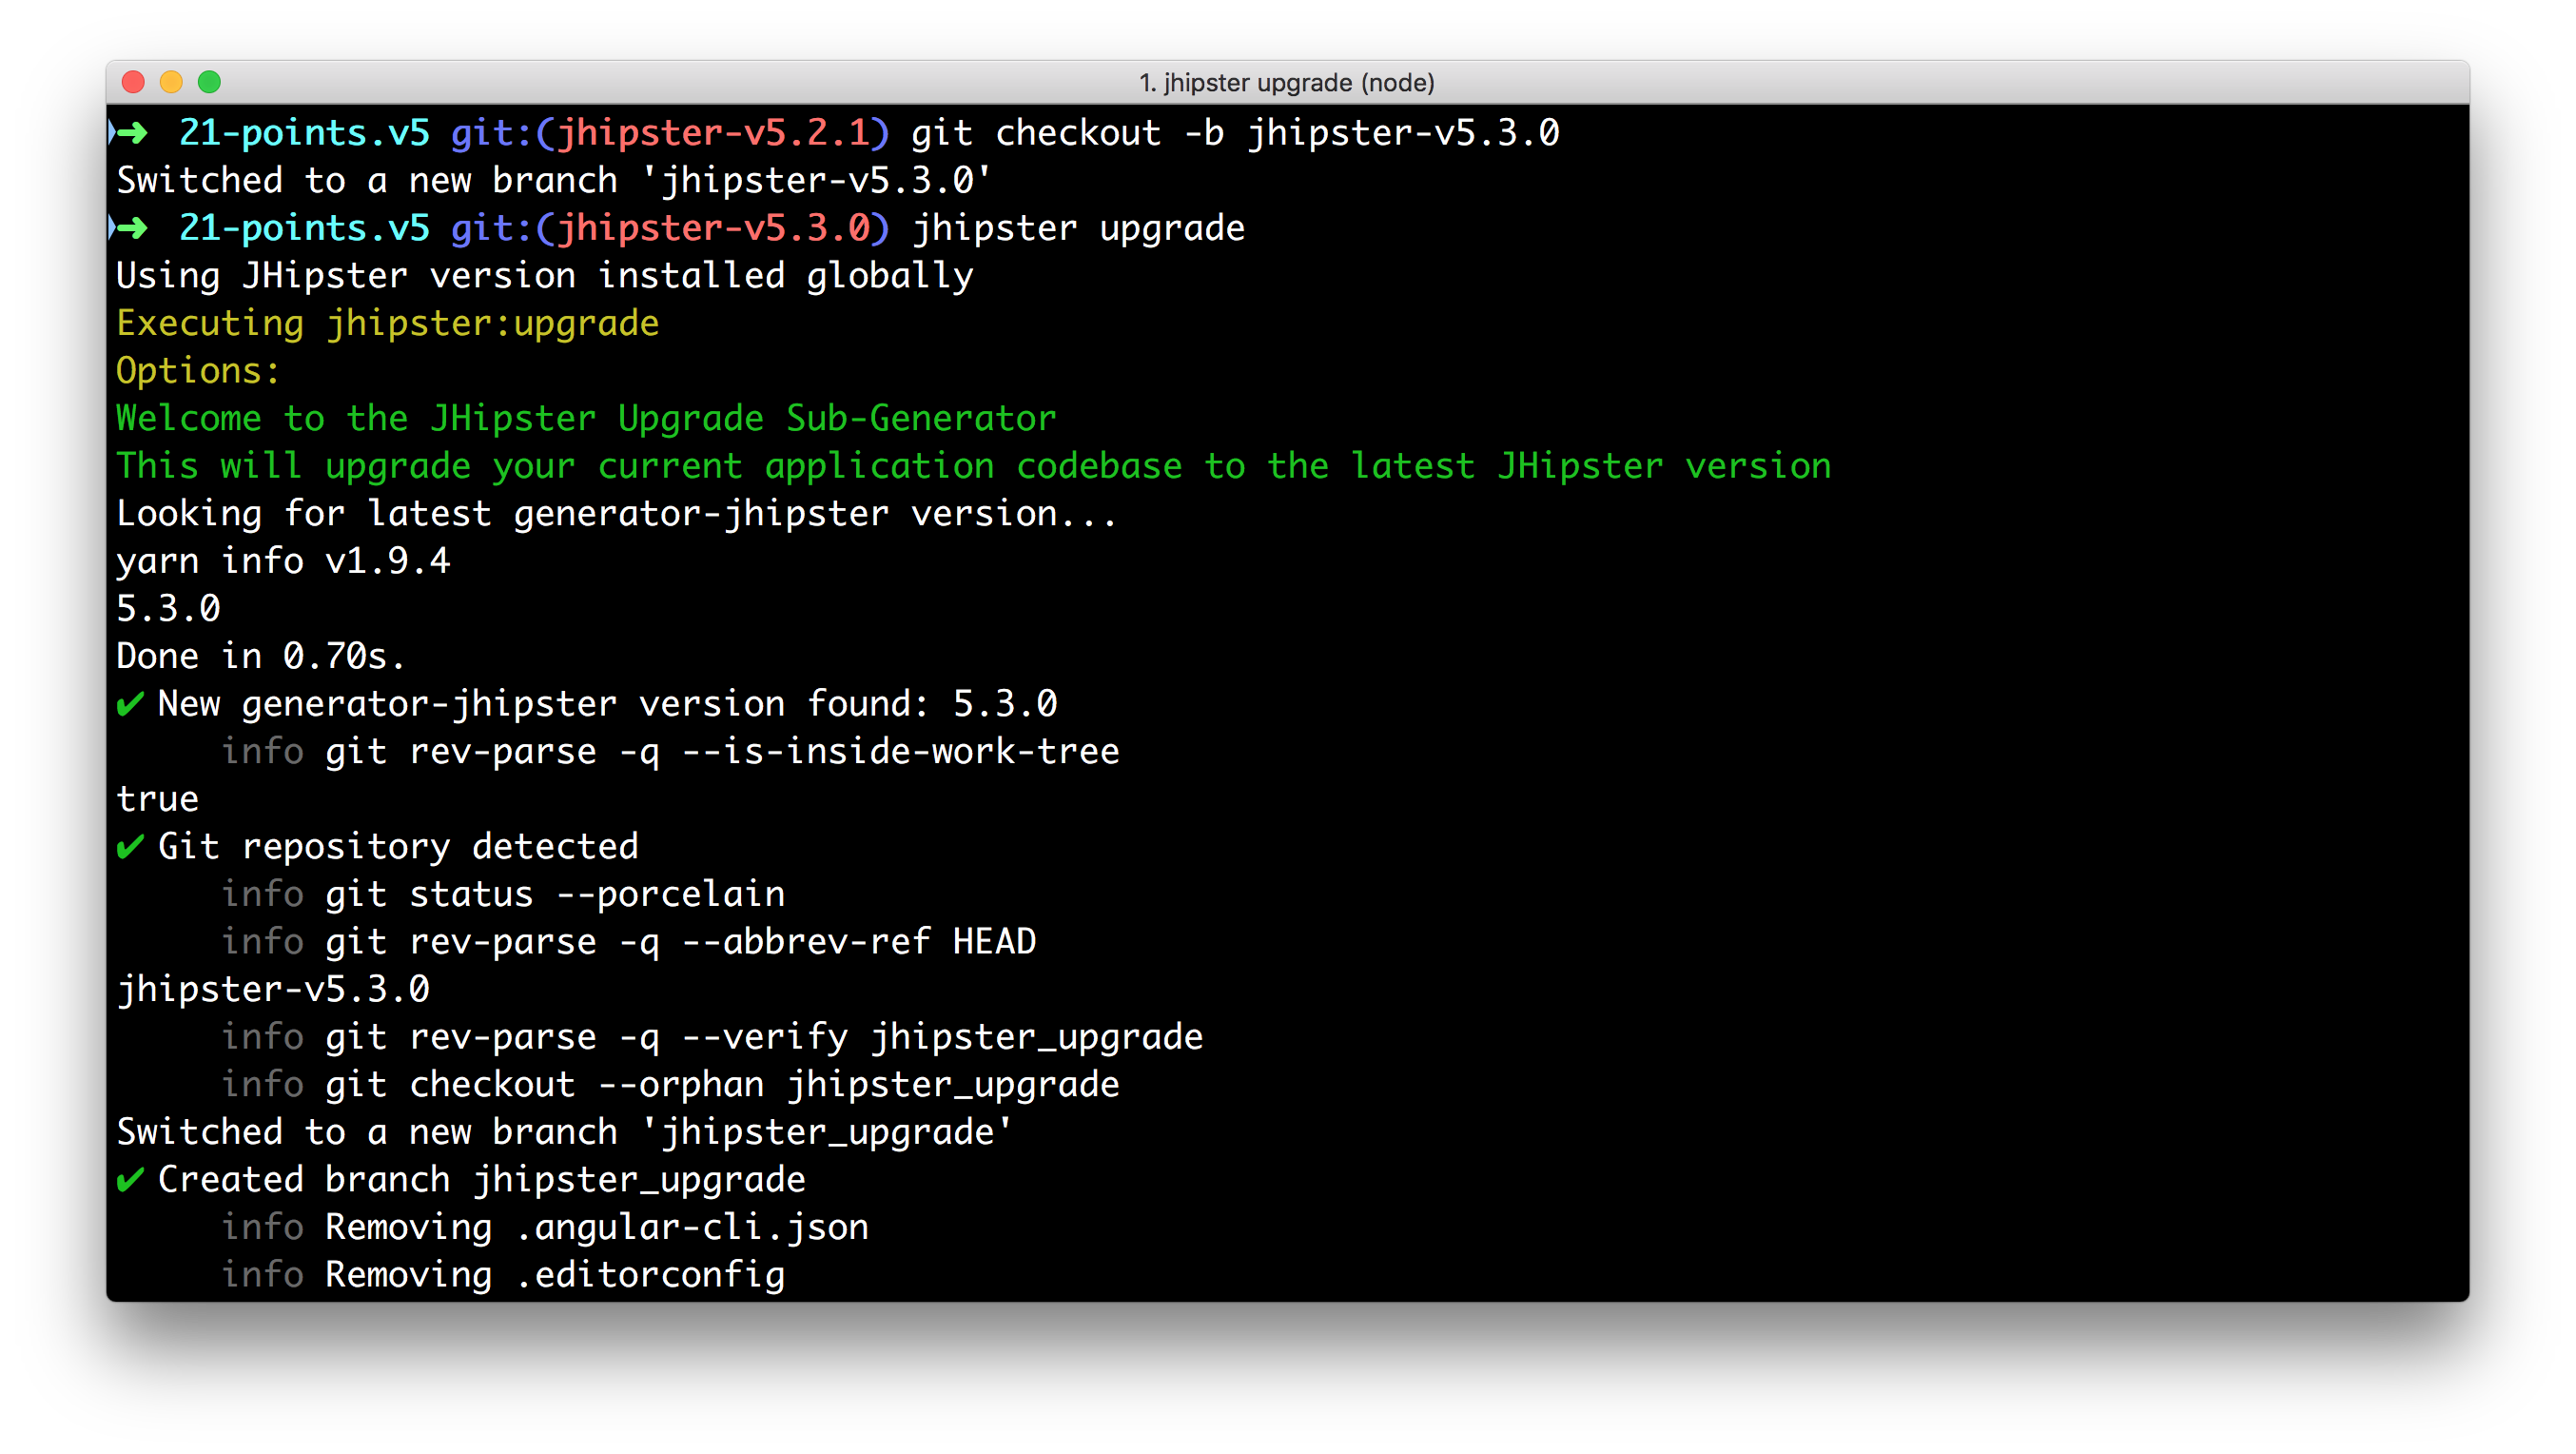 1. jhipster upgrade (node)
➜ 21-points.v5 git:(jhipster-v5.2.1) git checkout -b jhipster-v5.3.0
Switched to a new branch 'jhipster-v5.3.0'
➜ 21-points.v5 git:(jhipster-v5.3.0) jhipster upgrade
Using JHipster version installed globally
Executing jhipster:upgrade
Options:
Welcome to the JHipster Upgrade Sub-Generator
This will upgrade your current application codebase to the latest JHipster version
Looking for latest generator-jhipster version...
yarn info v1.9.4
5.3.0
Done in 0.70s.
✔ New generator-jhipster version found: 5.3.0
info git rev-parse -q --is-inside-work-tree
true
✔ Git repository detected
info git status --porcelain
info git rev-parse -q --abbrev-ref HEAD
jhipster-v5.3.0
info git rev-parse -q --verify jhipster_upgrade
info git checkout --orphan jhipster_upgrade
Switched to a new branch 'jhipster_upgrade'
✔ Created branch jhipster_upgrade
info Removing .angular-cli.json
info Removing .editorconfig